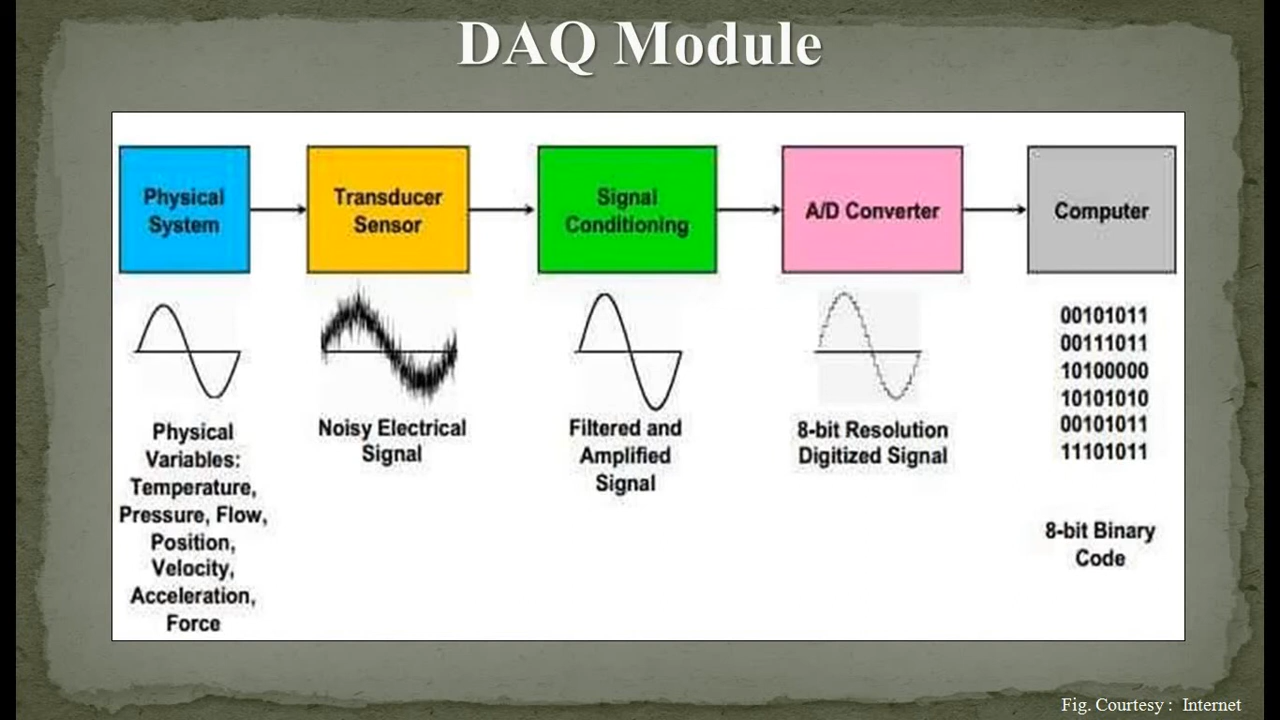 DAQ Module
Physical
System
Transducer
Sensor
Signal
Conditioning
A/D Converter
Computer
Physical
Variables:
Temperature,
Pressure, Flow,
Position,
Velocity,
Acceleration,
Force
Noisy Electrical
Signal
Filtered and
Amplified
Signal
8-bit Resolution
Digitized Signal
00101011
00111011
10100000
10101010
00101011
11101011
8-bit Binary
Code
Fig. Courtesy : Internet